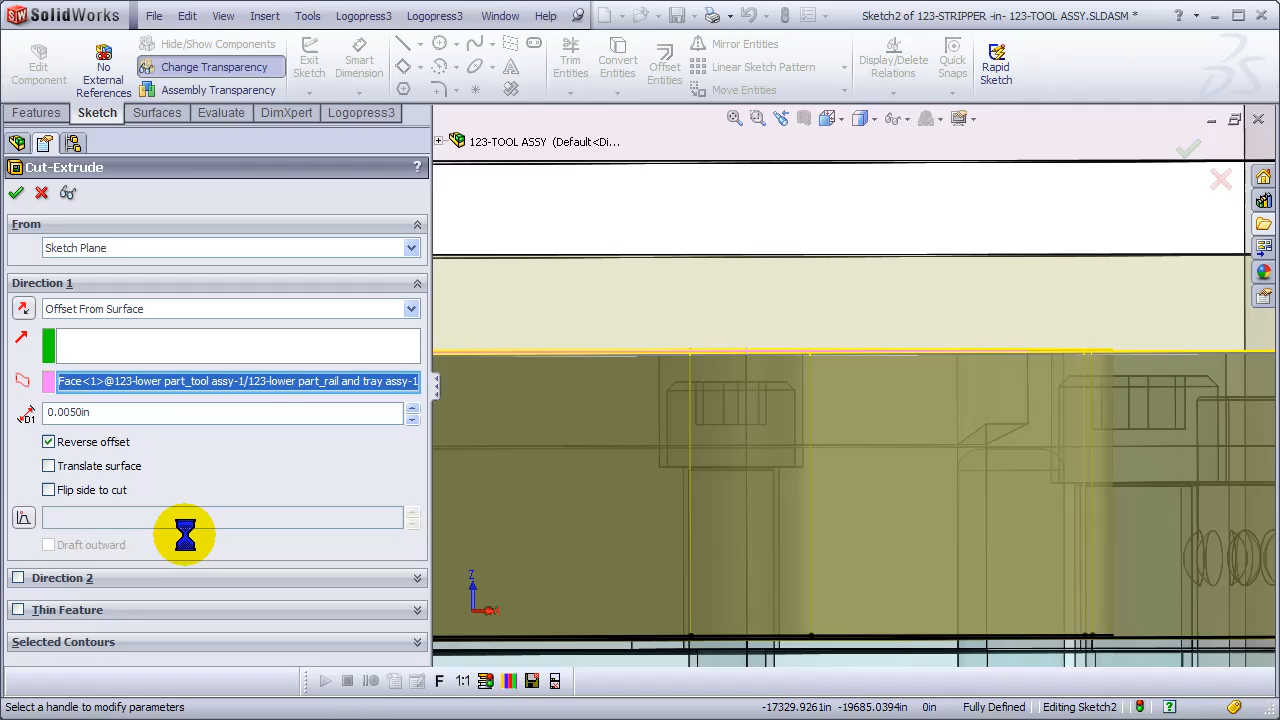 SolidWorks File Edit View Insert Tools Logopress3 Logopress3 Window Help Sketch2 of 123-STRIPPER -in- 123-TOOL ASSY.SLDASM *
Edit Component
No External References
Hide/Show Components
Change Transparency
Assembly Transparency
Exit Sketch
Smart Dimension
Trim Entities
Convert Entities
Offset Entities
Mirror Entities
Linear Sketch Pattern
Move Entities
Display/Delete Relations
Quick Snaps
Rapid Sketch
Features Sketch Surfaces Evaluate DimXpert Logopress3
123-TOOL ASSY (Default<Di...
Cut-Extrude ?
From
Sketch Plane
Direction 1
Offset From Surface
Face<1>@123-lower part_tool assy-1/123-lower part_rail and tray assy-1
D1 0.0050in
Reverse offset
Translate surface
Flip side to cut
Draft outward
Direction 2
Thin Feature
Selected Contours
Z
F 1:1
Select a handle to modify parameters -17329.9261in -19685.0394in 0in Fully Defined Editing Sketch2